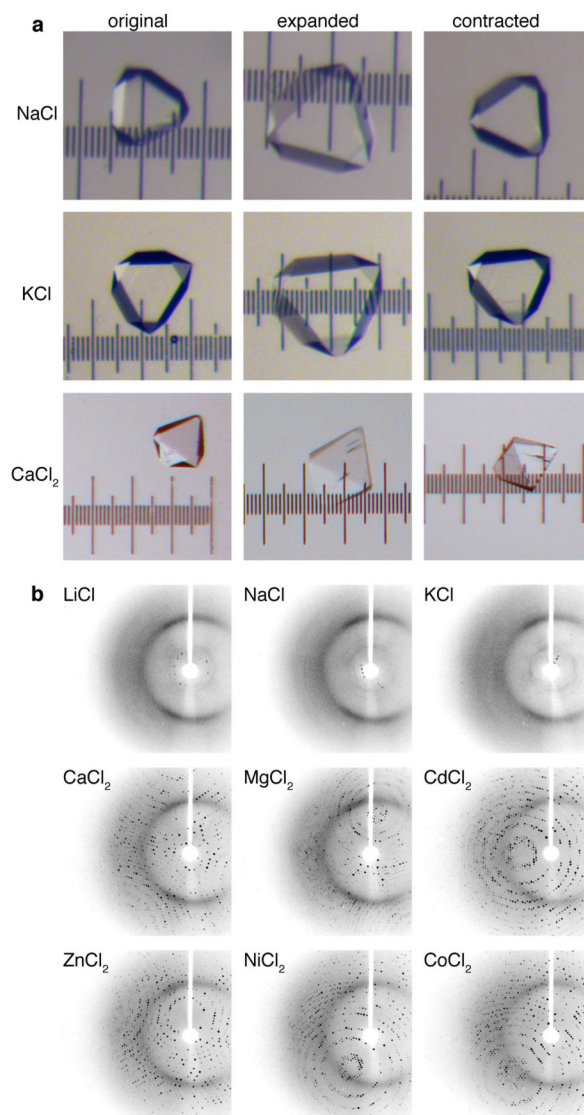 a original expanded contracted
NaCl
KCl
CaCl₂
b LiCl NaCl KCl
CaCl₂ MgCl₂ CdCl₂
ZnCl₂ NiCl₂ CoCl₂